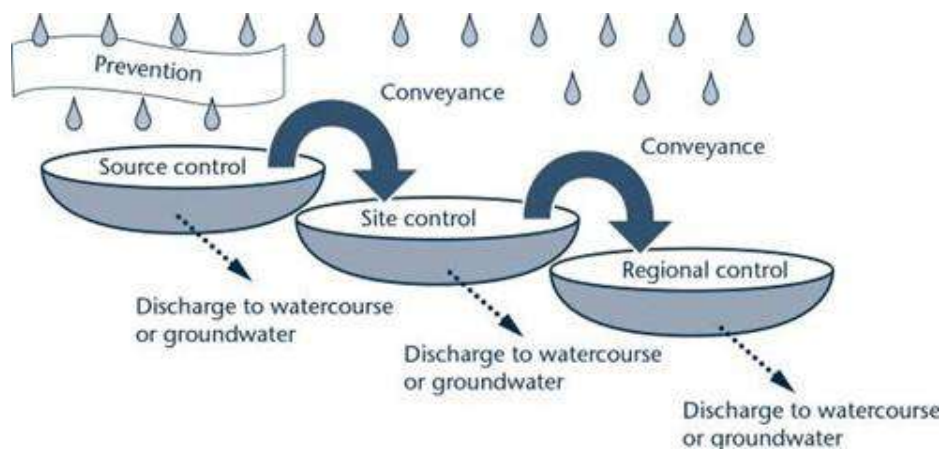 Prevention
Conveyance
Conveyance
Source control
Site control
Regional control
Discharge to watercourse
or groundwater
Discharge to watercourse
or groundwater
Discharge to watercourse
or groundwater